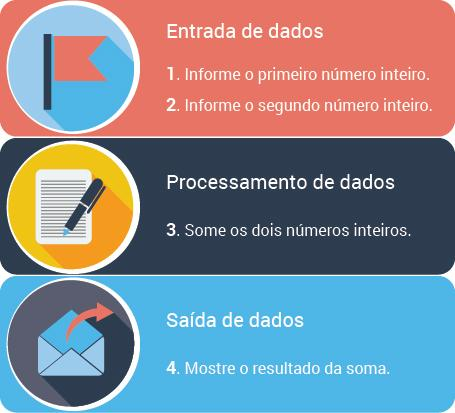 Entrada de dados
1. Informe o primeiro número inteiro.
2. Informe o segundo número inteiro.
Processamento de dados
3. Some os dois números inteiros.
Saída de dados
4. Mostre o resultado da soma.